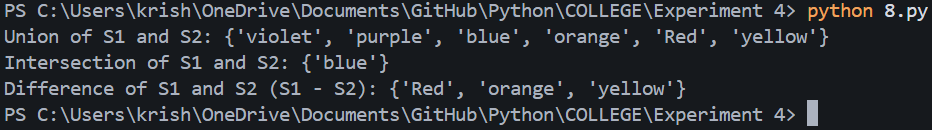 PS C:\Users\krish\OneDrive\Documents\GitHub\Python\COLLEGE\Experiment 4> python 8.py
Union of S1 and S2: {'violet', 'purple', 'blue', 'orange', 'Red', 'yellow'}
Intersection of S1 and S2: {'blue'}
Difference of S1 and S2 (S1 - S2): {'Red', 'orange', 'yellow'}
PS C:\Users\krish\OneDrive\Documents\GitHub\Python\COLLEGE\Experiment 4>